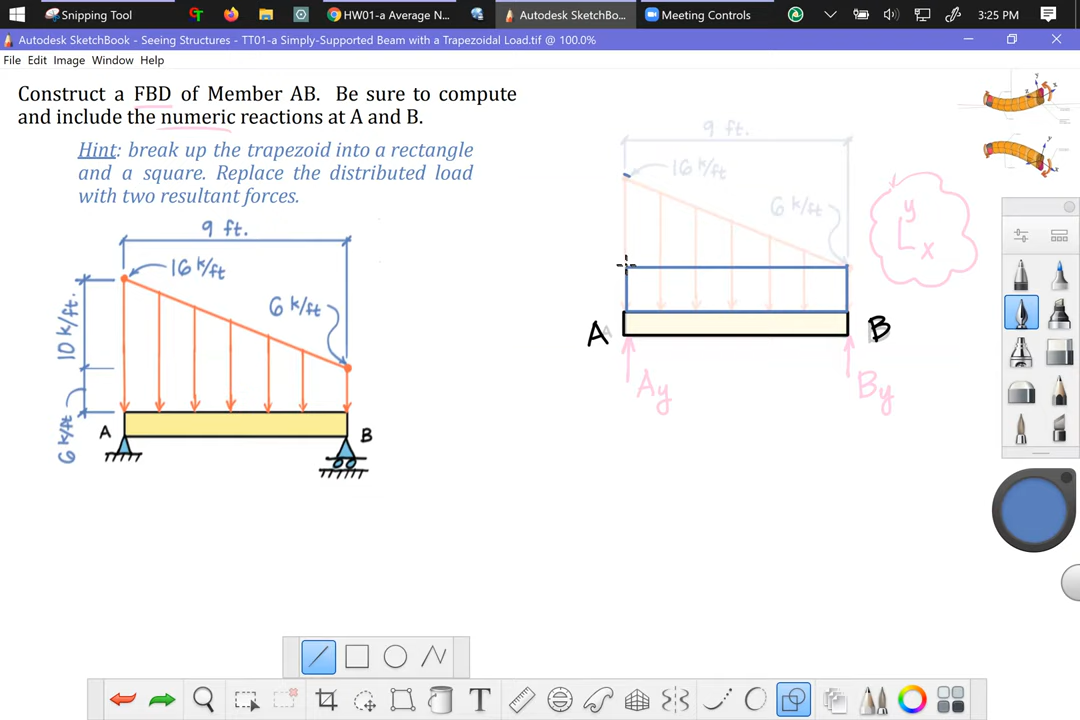 Snipping Tool
HW01-a Average N...
Autodesk SketchBo...
Meeting Controls
3:25 PM
Autodesk SketchBook - Seeing Structures - TT01-a Simply-Supported Beam with a Trapezoidal Load.tif @ 100.0%
File Edit Image Window Help
Construct a FBD of Member AB. Be sure to compute
and include the numeric reactions at A and B.
Hint: break up the trapezoid into a rectangle
and a square. Replace the distributed load
with two resultant forces.
9 ft.
16 k/ft
6 k/ft
10 k/ft.
6 k/ft
A
B
9 ft.
16 k/ft
6 k/ft
y
x
A
B
Ay
By
T